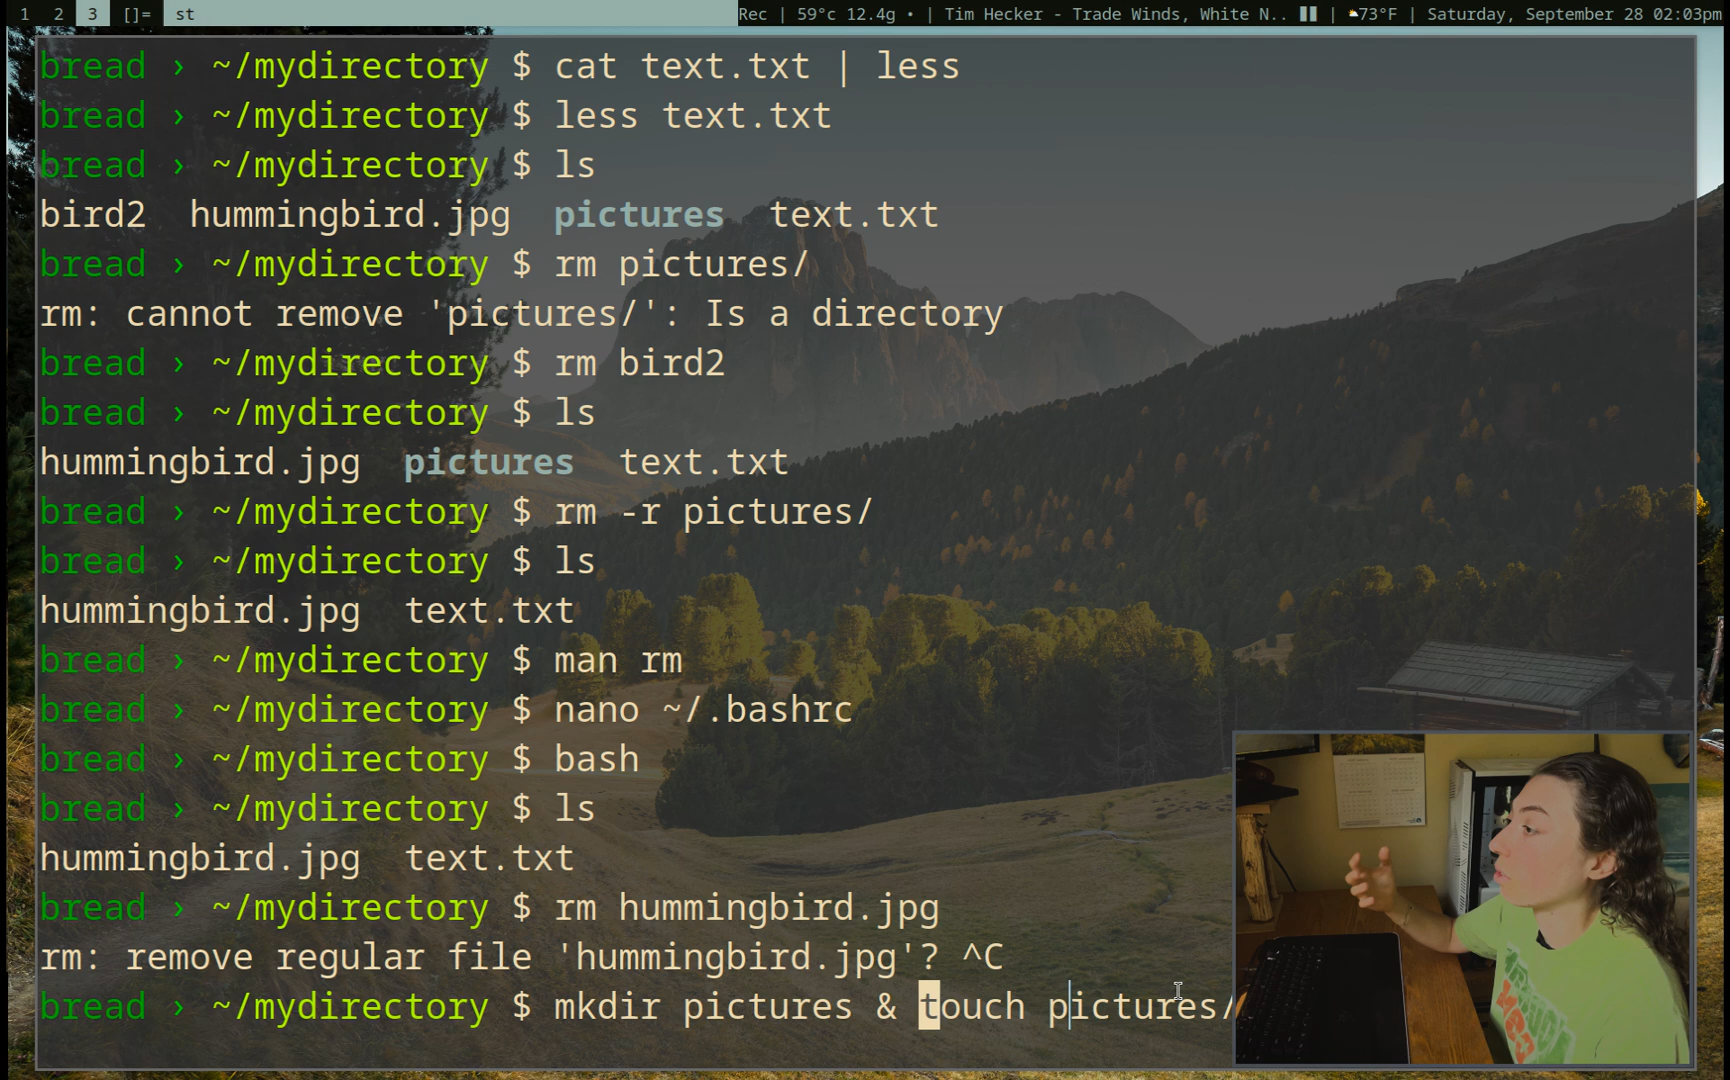 1 2 3 []= st Rec | 59°c 12.4g • | Tim Hecker - Trade Winds, White N.. ▮▮ | ⛅73°F | Saturday, September 28 02:03pm
bread › ~/mydirectory $ cat text.txt | less
bread › ~/mydirectory $ less text.txt
bread › ~/mydirectory $ ls
bird2 hummingbird.jpg pictures text.txt
bread › ~/mydirectory $ rm pictures/
rm: cannot remove 'pictures/': Is a directory
bread › ~/mydirectory $ rm bird2
bread › ~/mydirectory $ ls
hummingbird.jpg pictures text.txt
bread › ~/mydirectory $ rm -r pictures/
bread › ~/mydirectory $ ls
hummingbird.jpg text.txt
bread › ~/mydirectory $ man rm
bread › ~/mydirectory $ nano ~/.bashrc
bread › ~/mydirectory $ bash
bread › ~/mydirectory $ ls
hummingbird.jpg text.txt
bread › ~/mydirectory $ rm hummingbird.jpg
rm: remove regular file 'hummingbird.jpg'? ^C
bread › ~/mydirectory $ mkdir pictures & touch pictures/